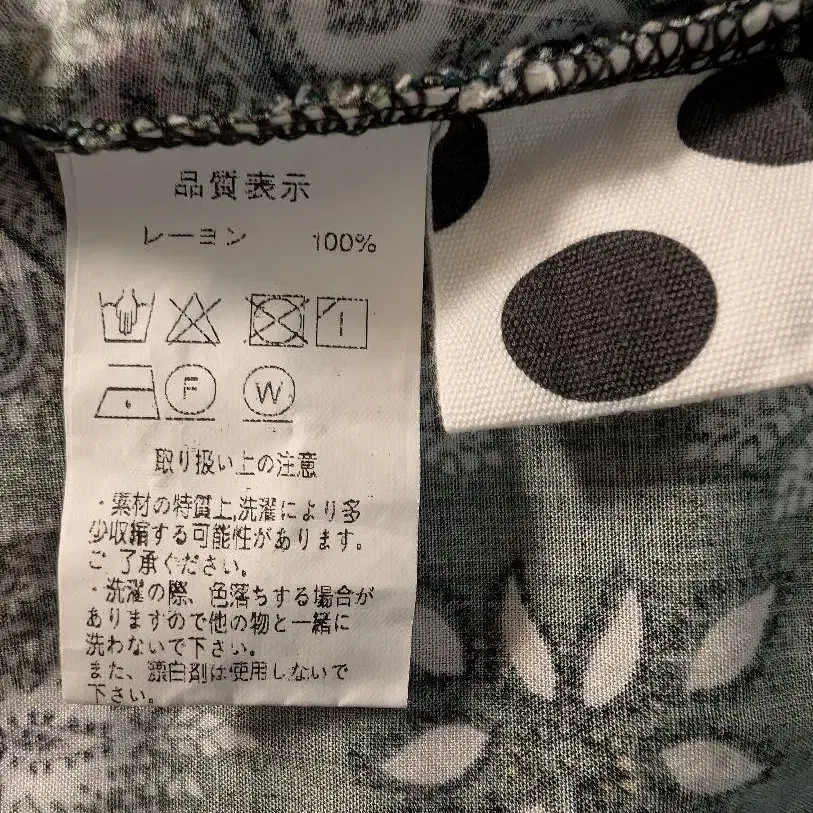 品質表示
レーヨン 100%
F W
取り扱い上の注意
・素材の特質上,洗濯により多
少収縮する可能性があります。
ご了承ください。
・洗濯の際、色落ちする場合が
ありますので他の物と一緒に
洗わないで下さい。
また、漂白剤は使用しないで
下さい。